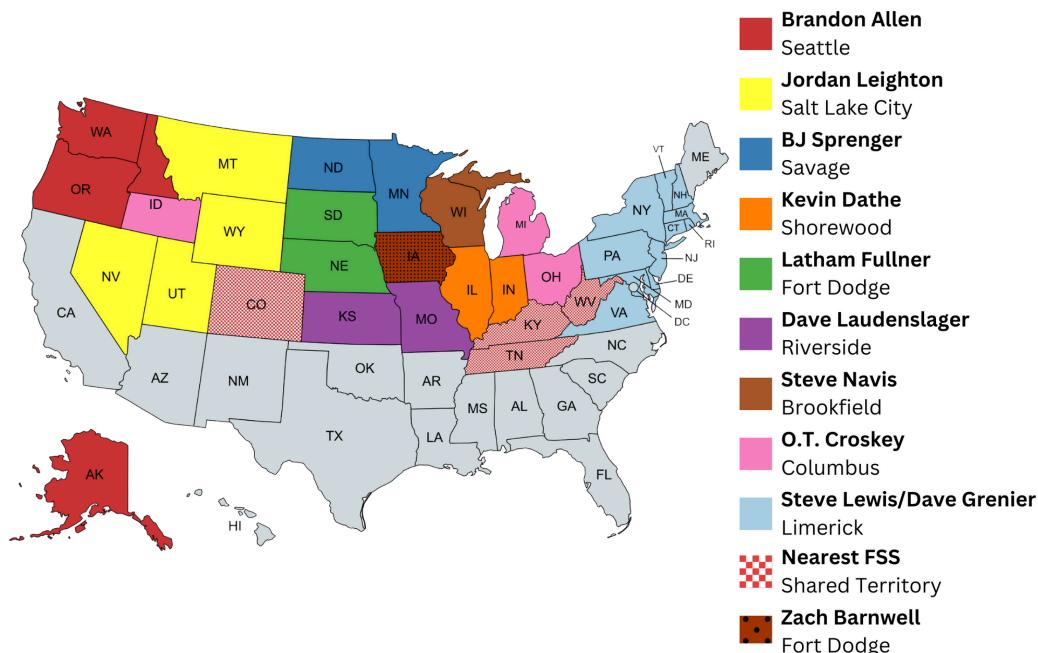 WA
OR
ID
MT
WY
NV
UT
CA
AZ
NM
CO
ND
SD
NE
KS
OK
TX
MN
IA
MO
AR
LA
WI
IL
IN
MI
OH
KY
TN
MS
AL
GA
FL
SC
NC
VA
WV
PA
NY
VT
NH
MA
CT
RI
NJ
DE
MD
DC
ME
AK
HI
Brandon Allen
Seattle
Jordan Leighton
Salt Lake City
BJ Sprenger
Savage
Kevin Dathe
Shorewood
Latham Fullner
Fort Dodge
Dave Laudenslager
Riverside
Steve Navis
Brookfield
O.T. Croskey
Columbus
Steve Lewis/Dave Grenier
Limerick
Nearest FSS
Shared Territory
Zach Barnwell
Fort Dodge